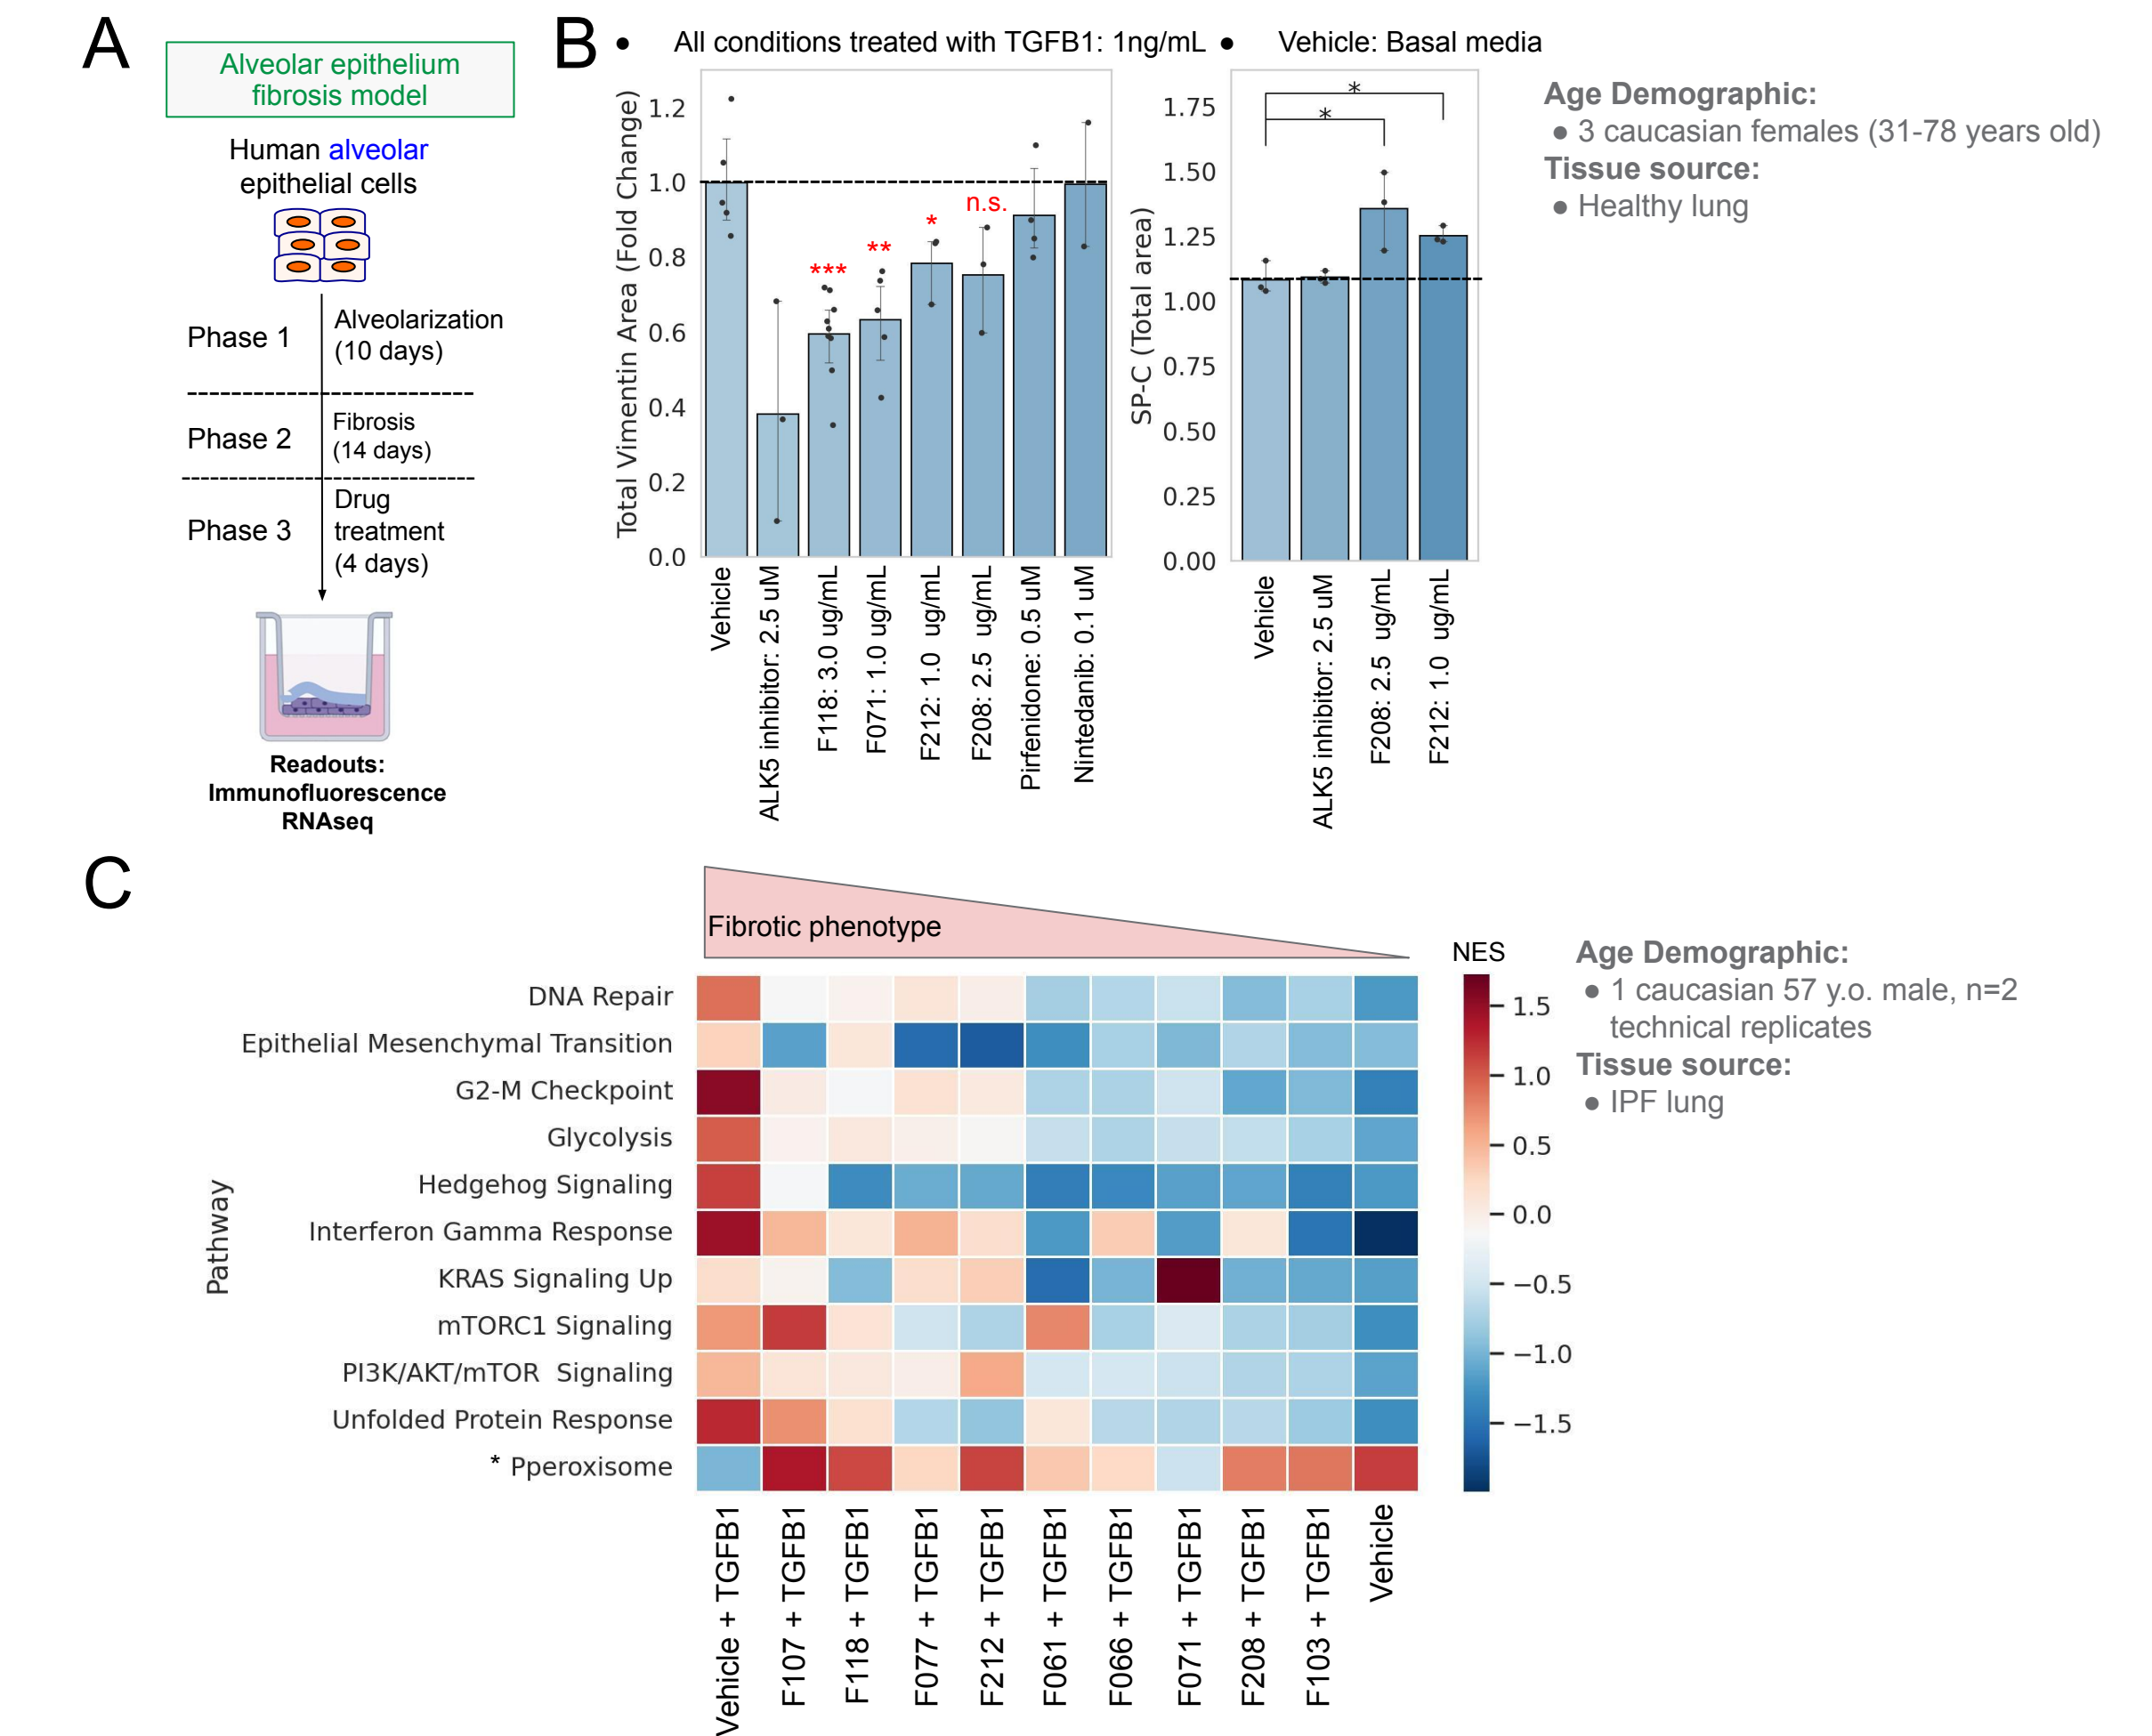 A
Alveolar epithelium
fibrosis model
Human alveolar
epithelial cells
Phase 1
Alveolarization
(10 days)
Phase 2
Fibrosis
(14 days)
Phase 3
Drug
treatment
(4 days)
Readouts:
Immunofluorescence
RNAseq
B
● All conditions treated with TGFB1: 1ng/mL
● Vehicle: Basal media
Total Vimentin Area (Fold Change)
1.2
1.0
0.8
0.6
0.4
0.2
0.0
***
**
*
n.s.
Vehicle
ALK5 inhibitor: 2.5 uM
F118: 3.0 ug/mL
F071: 1.0 ug/mL
F212: 1.0 ug/mL
F208: 2.5 ug/mL
Pirfenidone: 0.5 uM
Nintedanib: 0.1 uM
SP-C (Total area)
1.75
1.50
1.25
1.00
0.75
0.50
0.25
0.00
*
*
Vehicle
ALK5 inhibitor: 2.5 uM
F208: 2.5 ug/mL
F212: 1.0 ug/mL
Age Demographic:
● 3 caucasian females (31-78 years old)
Tissue source:
● Healthy lung
C
Fibrotic phenotype
Pathway
DNA Repair
Epithelial Mesenchymal Transition
G2-M Checkpoint
Glycolysis
Hedgehog Signaling
Interferon Gamma Response
KRAS Signaling Up
mTORC1 Signaling
PI3K/AKT/mTOR Signaling
Unfolded Protein Response
* Pperoxisome
Vehicle + TGFB1
F107 + TGFB1
F118 + TGFB1
F077 + TGFB1
F212 + TGFB1
F061 + TGFB1
F066 + TGFB1
F071 + TGFB1
F208 + TGFB1
F103 + TGFB1
Vehicle
NES
1.5
1.0
0.5
0.0
−0.5
−1.0
−1.5
Age Demographic:
● 1 caucasian 57 y.o. male, n=2
technical replicates
Tissue source:
● IPF lung